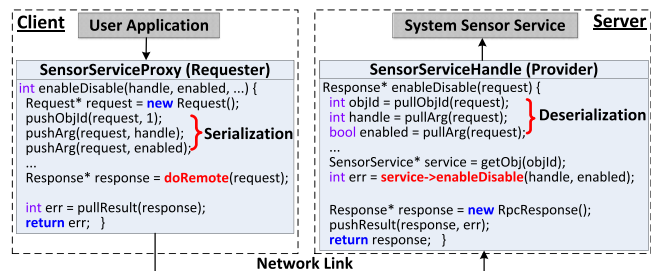 Client
User Application
SensorServiceProxy (Requester)
int enableDisable(handle, enabled, ...) {
Request* request = new Request();
pushObjId(request, 1);
pushArg(request, handle);
pushArg(request, enabled);
Serialization
...
Response* response = doRemote(request);
int err = pullResult(response);
return err; }
Server
System Sensor Service
SensorServiceHandle (Provider)
Response* enableDisable(request) {
int objId = pullObjId(request);
int handle = pullArg(request);
bool enabled = pullArg(request);
Deserialization
...
SensorService* service = getObj(objId);
int err = service->enableDisable(handle, enabled);
Response* response = new RpcResponse();
pushResult(response, err);
return response; }
Network Link